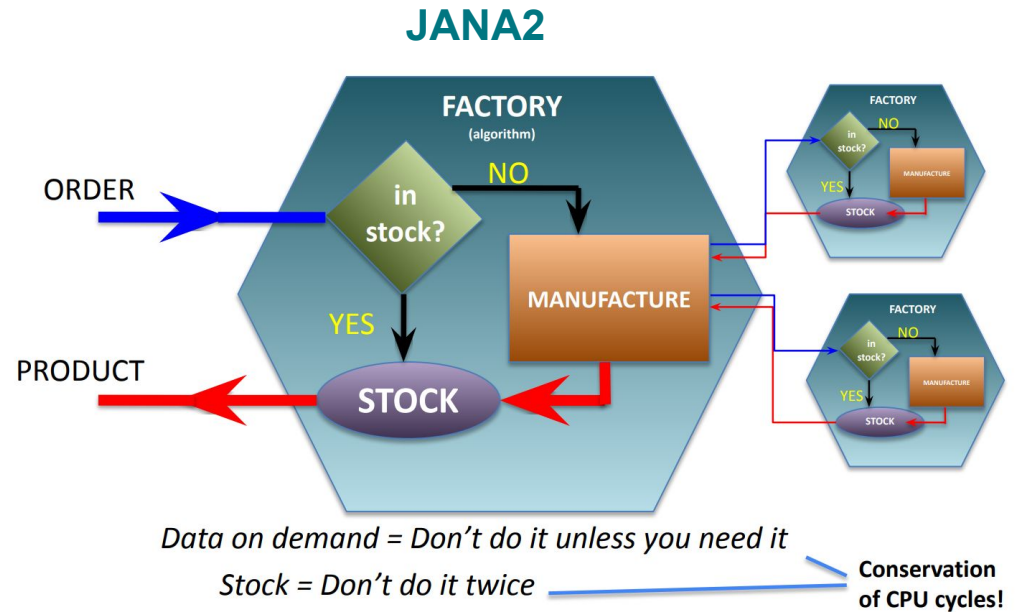 JANA2
FACTORY
(algorithm)
ORDER
in
stock?
NO
MANUFACTURE
YES
PRODUCT
STOCK
FACTORY
NO
in
stock?
MANUFACTURE
YES
STOCK
FACTORY
NO
in
stock?
MANUFACTURE
YES
STOCK
Data on demand = Don't do it unless you need it
Stock = Don't do it twice
Conservation
of CPU cycles!